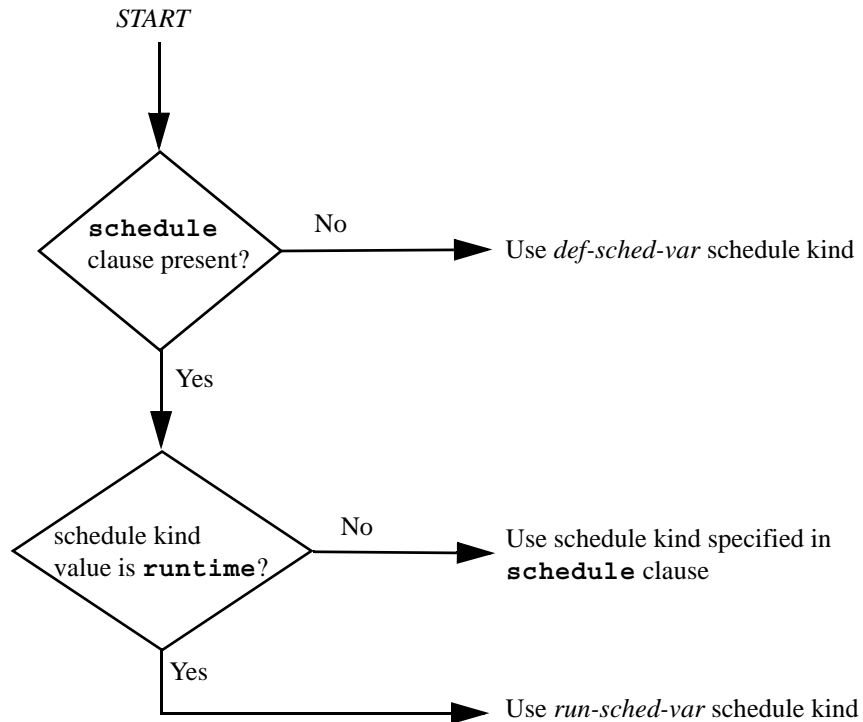 START
schedule
clause present?
No
Use def-sched-var schedule kind
Yes
schedule kind
value is runtime?
No
Use schedule kind specified in
schedule clause
Yes
Use run-sched-var schedule kind